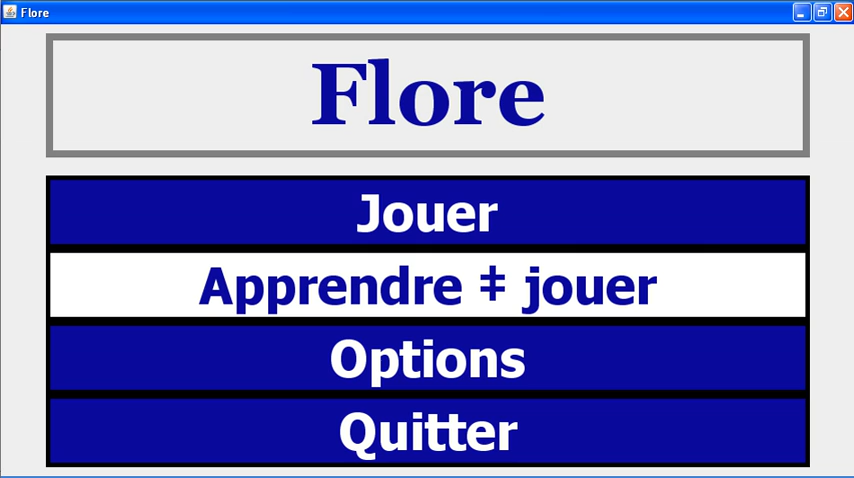 Flore
Flore
Jouer
Apprendre ‡ jouer
Options
Quitter